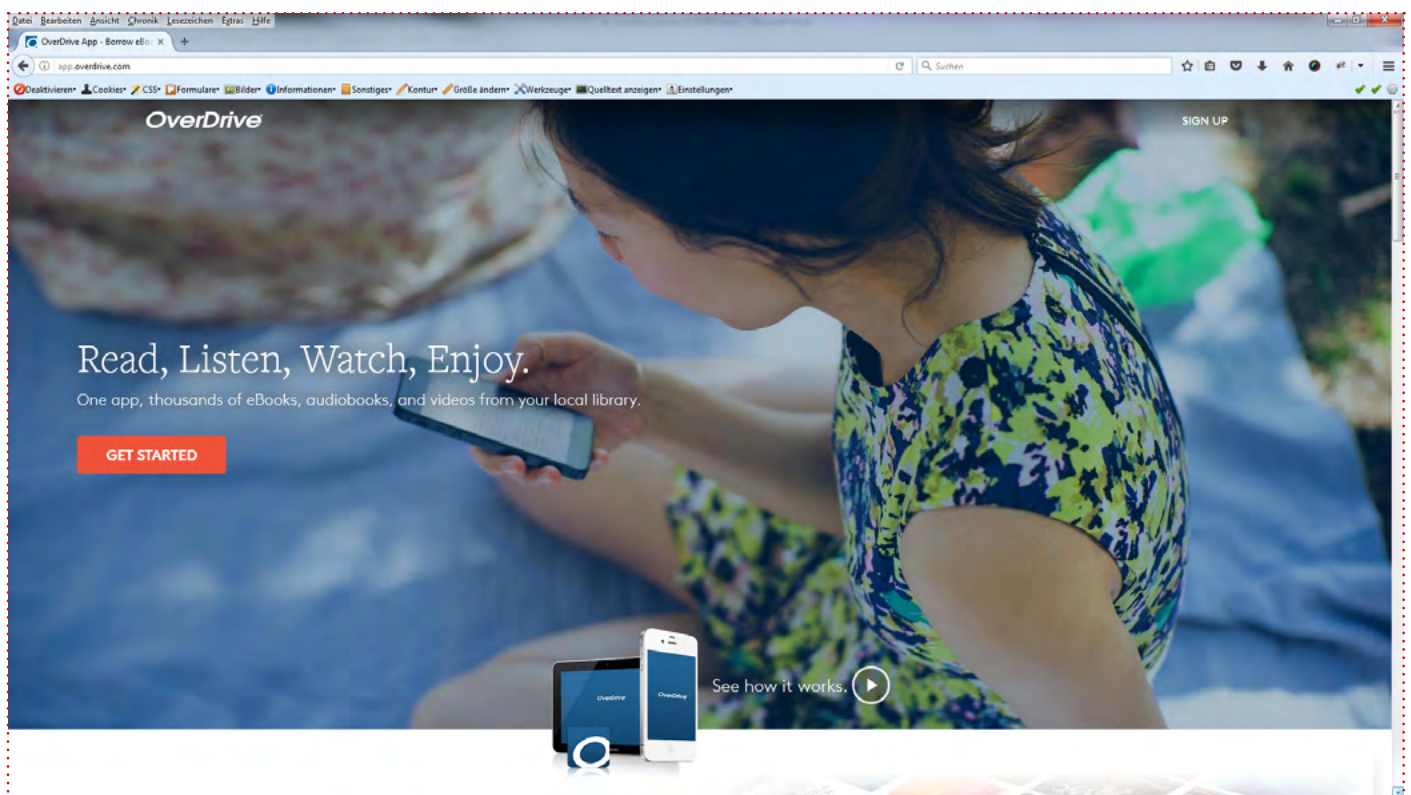 Datei Bearbeiten Ansicht Chronik Lesezeichen Extras Hilfe
OverDrive App - Borrow eBo
app.overdrive.com
Suchen
Deaktivieren Cookies CSS Formulare Bilder Informationen Sonstiges Kontur Größe ändern Werkzeuge Quelltext anzeigen Einstellungen
OverDrive
SIGN UP
Read, Listen, Watch, Enjoy.
One app, thousands of eBooks, audiobooks, and videos from your local library.
GET STARTED
OverDrive
OverDrive
See how it works.